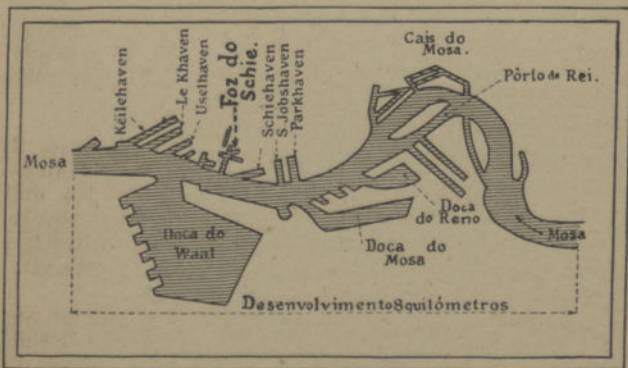 Keilehaven
Le Khaven
Uselhaven
Foz do
Schie.
Schiehaven
S. Jobshaven
Parkhaven
Cais do
Mosa.
Pôrto de Rei.
Mosa
Doca do
Waal
Doca
do Reno
Doca do
Mosa
Mosa
Desenvolvimento 8 quilómetros